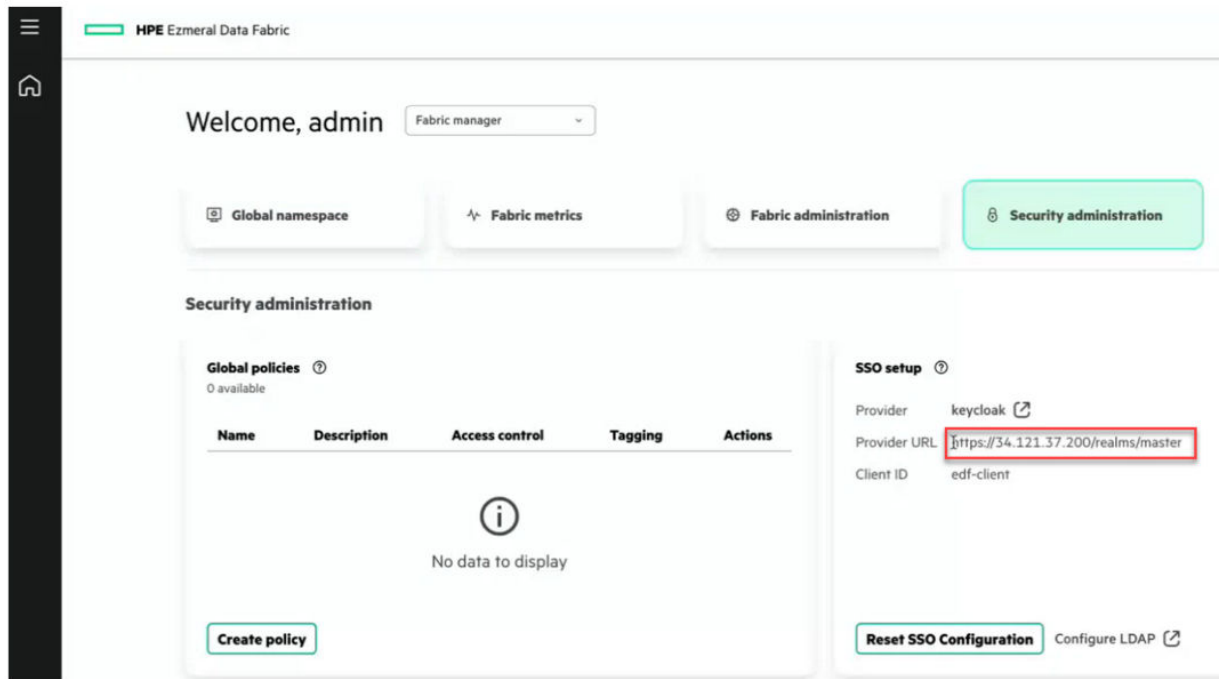 HPE Ezmeral Data Fabric
Welcome, admin
Fabric manager
Global namespace
Fabric metrics
Fabric administration
Security administration
Security administration
Global policies
0 available
Name Description Access control Tagging Actions
No data to display
Create policy
SSO setup
Provider keycloak
Provider URL https://34.121.37.200/realms/master
Client ID edf-client
Reset SSO Configuration Configure LDAP